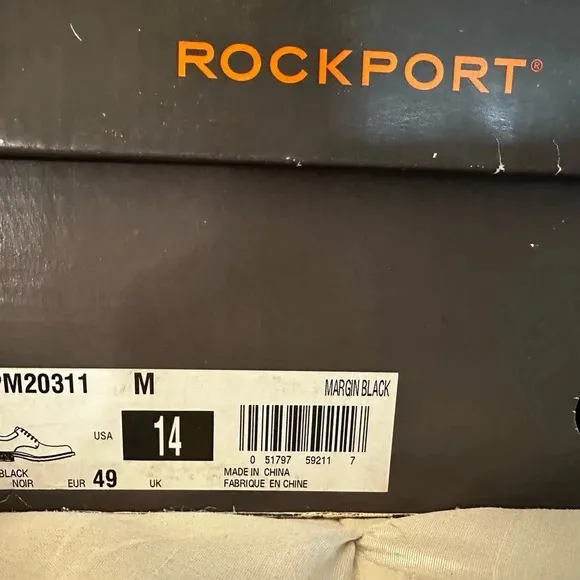 ROCKPORT®
PM20311 M MARGIN BLACK
USA 14
0 51797 59211 7
BLACK
NOIR EUR 49 UK
MADE IN CHINA
FABRIQUE EN CHINE